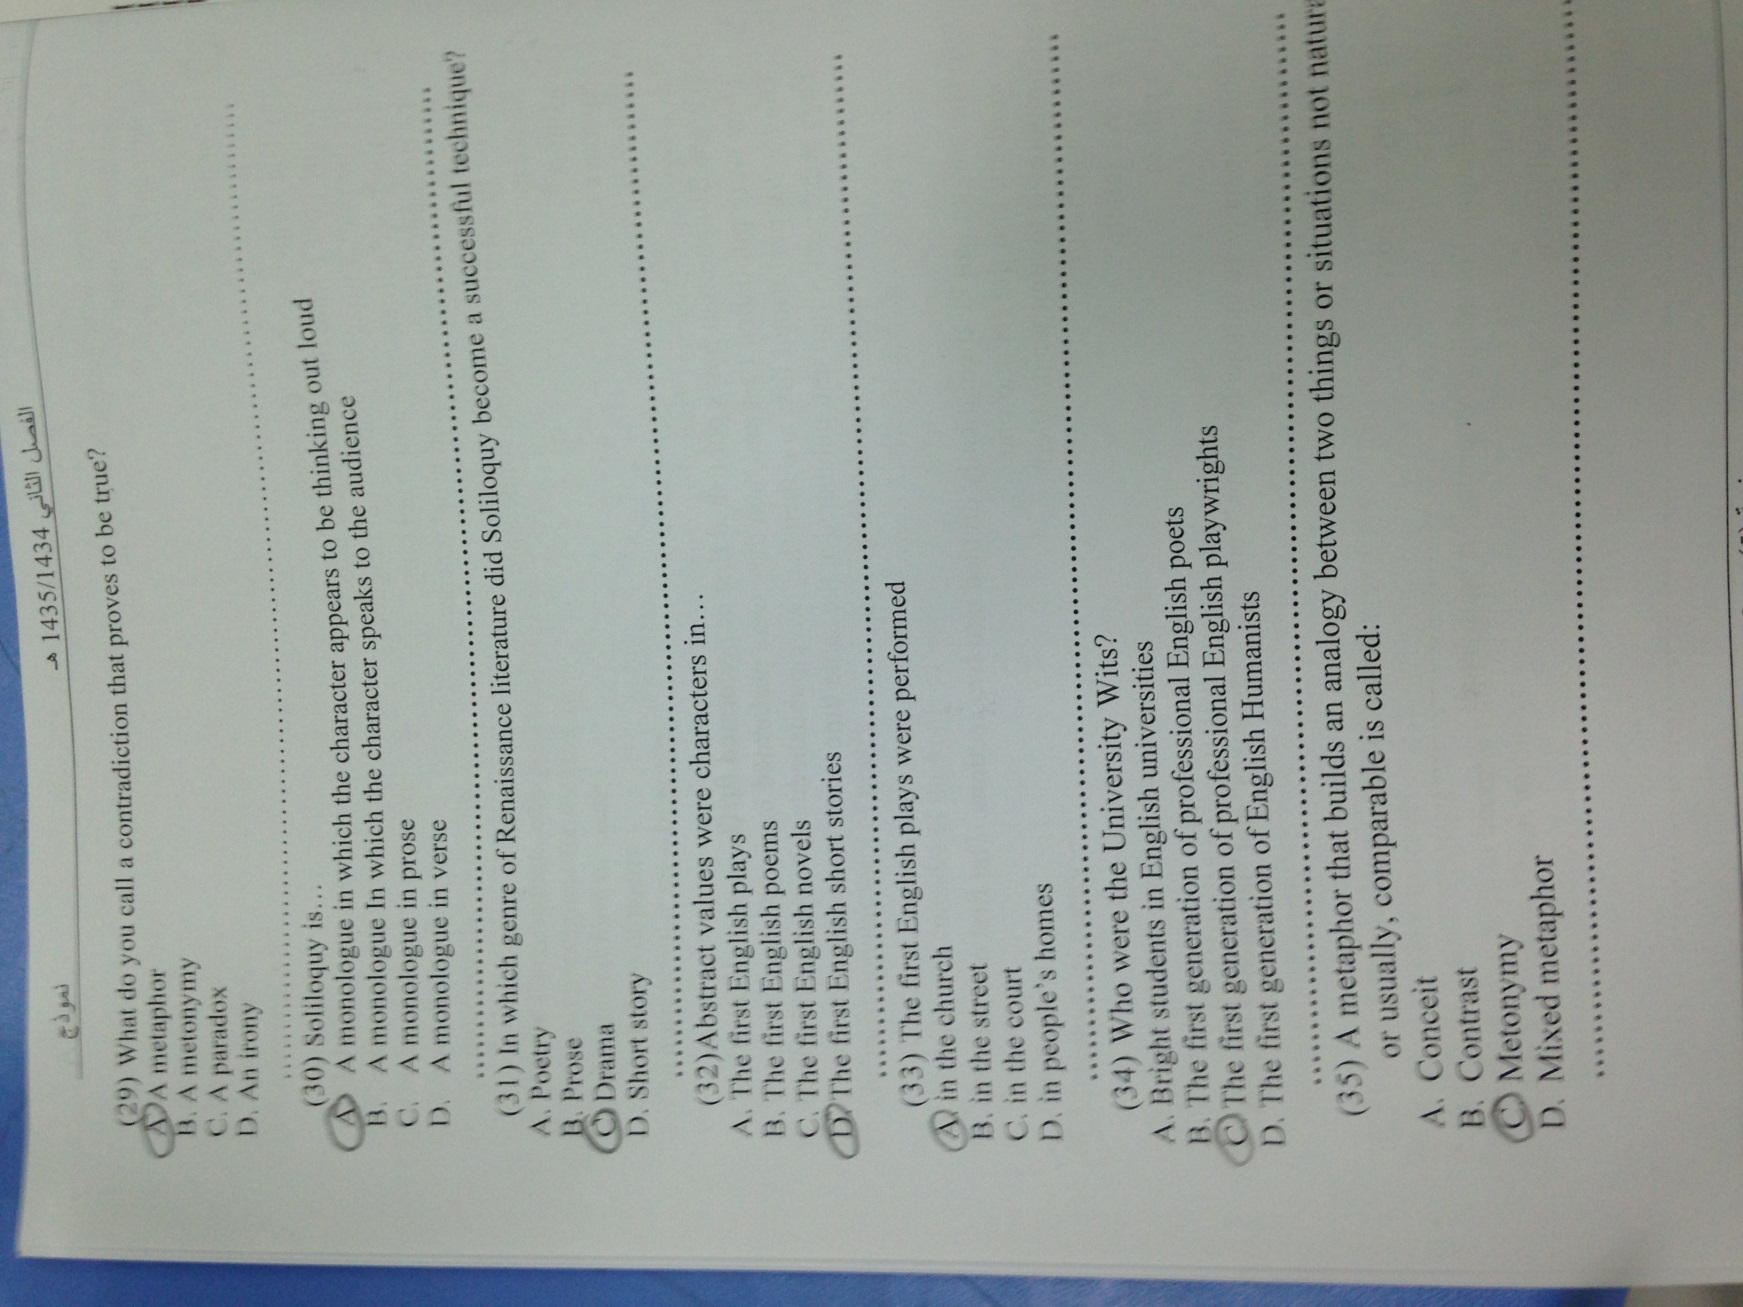 نموذج
الفصل الثاني 1435/1434 هـ
(29) What do you call a contradiction that proves to be true?
A. A metaphor
B. A metonymy
C. A paradox
D. An irony
(30) Soliloquy is...
A. A monologue in which the character appears to be thinking out loud
B. A monologue In which the character speaks to the audience
C. A monologue in prose
D. A monologue in verse
(31) In which genre of Renaissance literature did Soliloquy become a successful technique?
A. Poetry
B. Prose
C. Drama
D. Short story
(32)Abstract values were characters in...
A. The first English plays
B. The first English poems
C. The first English novels
D. The first English short stories
(33) The first English plays were performed
A. in the church
B. in the street
C. in the court
D. in people's homes
(34) Who were the University Wits?
A. Bright students in English universities
B. The first generation of professional English poets
C. The first generation of professional English playwrights
D. The first generation of English Humanists
(35) A metaphor that builds an analogy between two things or situations not
or usually, comparable is called:
A. Conceit
B. Contrast
C. Metonymy
D. Mixed metaphor